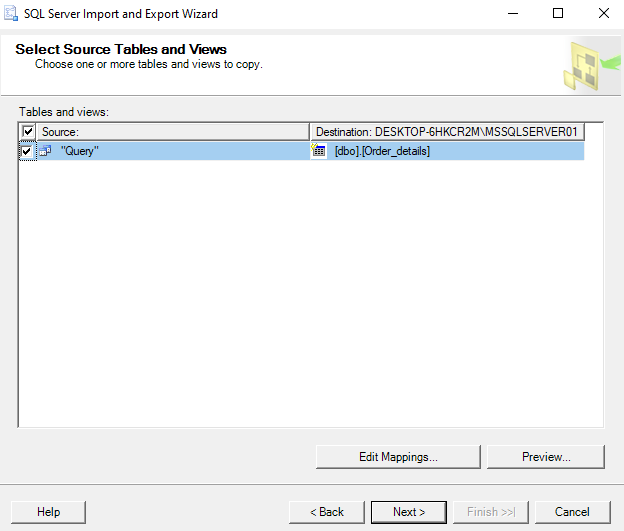 SQL Server Import and Export Wizard
Select Source Tables and Views
Choose one or more tables and views to copy.
Tables and views:
Source: Destination: DESKTOP-6HKCR2M\MSSQLSERVER01
"Query" [dbo].[Order_details]
Edit Mappings... Preview...
Help < Back Next > Finish >>| Cancel